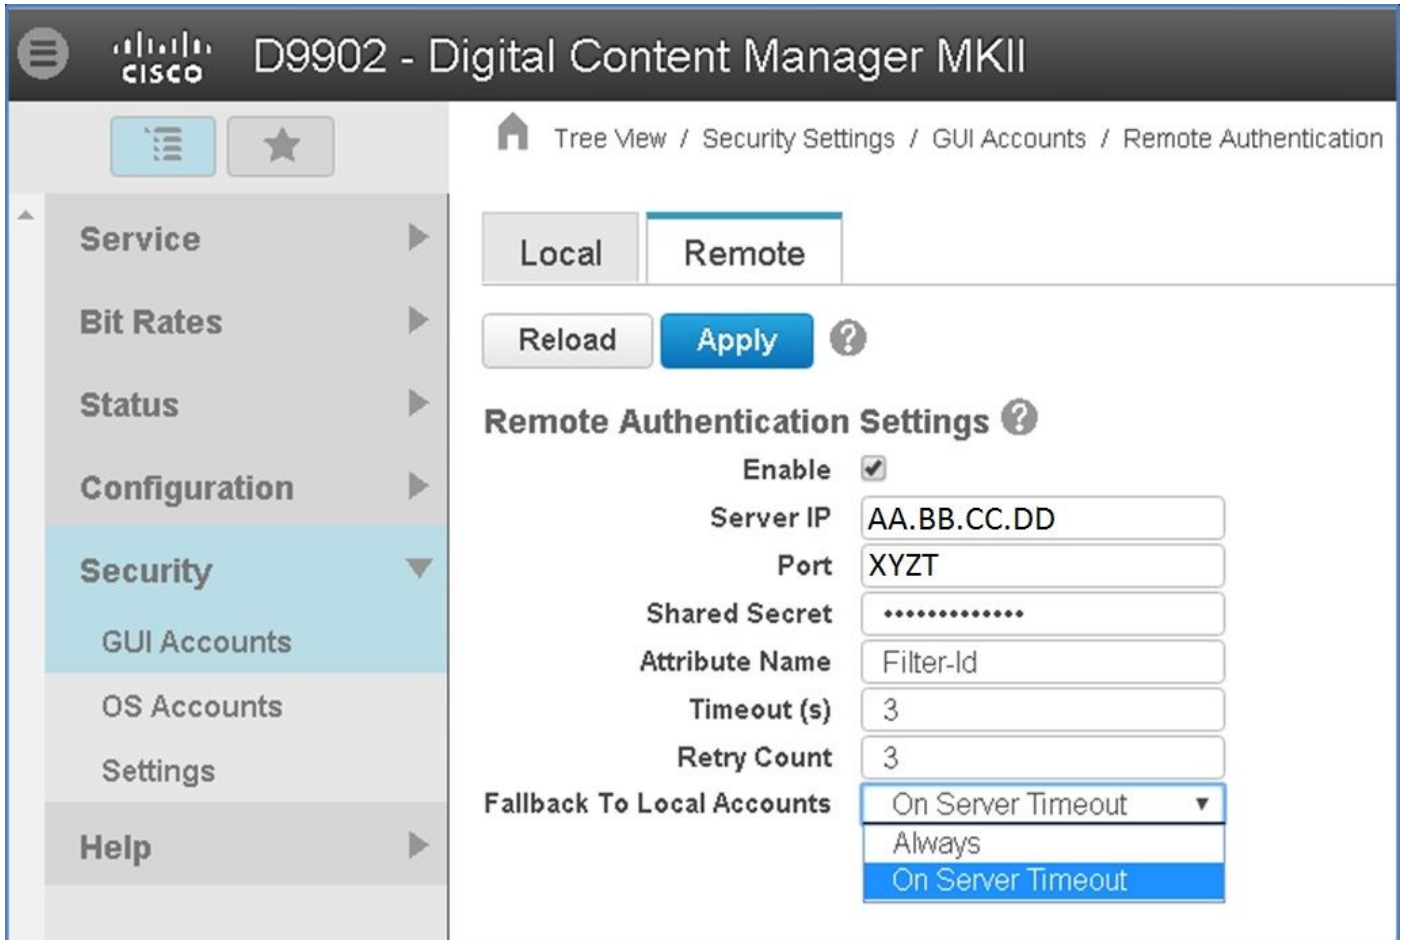 CISCO D9902 - Digital Content Manager MKII
Tree View / Security Settings / GUI Accounts / Remote Authentication
Service
Bit Rates
Status
Configuration
Security
GUI Accounts
OS Accounts
Settings
Help
Local Remote
Reload Apply ?
Remote Authentication Settings ?
Enable
Server IP AA.BB.CC.DD
Port XYZT
Shared Secret •••••••••••••
Attribute Name Filter-Id
Timeout (s) 3
Retry Count 3
Fallback To Local Accounts On Server Timeout
Always
On Server Timeout